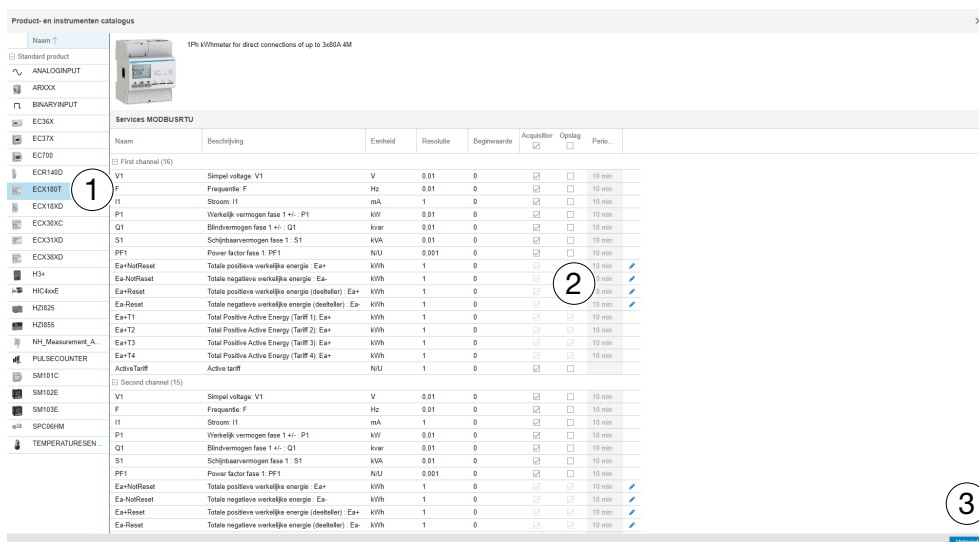 Product- en instrumenten catalogus
Naam ↑
Standard product
ANALOGINPUT
ARXXX
BINARYINPUT
EC36X
EC37X
EC700
ECR140D
ECX180T
ECX18XD
ECX30XC
ECX31XD
ECX38XD
H3+
HIC4xxE
HZI825
HZI855
NH_Measurement_A...
PULSECOUNTER
SM101C
SM102E
SM103E
SPC06HM
TEMPERATURESEN...
1
1Ph kWhmeter for direct connections of up to 3x80A 4M
Services MODBUSRTU
Naam Beschrijving Eenheid Resolutie Beginwaarde Acquisition Opslag Perio...
First channel (16)
V1 Simpel voltage: V1 V 0,01 0 10 min
F Frequentie: F Hz 0,01 0 10 min
I1 Stroom: I1 mA 1 0 10 min
P1 Werkelijk vermogen fase 1 +/- : P1 kW 0,01 0 10 min
Q1 Blindvermogen fase 1 +/- : Q1 kvar 0,01 0 10 min
S1 Schijnbaarvermogen fase 1 : S1 kVA 0,01 0 10 min
PF1 Power factor fase 1: PF1 N/U 0,001 0 10 min
Ea+NotReset Totale positieve werkelijke energie : Ea+ kWh 1 0 10 min
Ea-NotReset Totale negatieve werkelijke energie : Ea- kWh 1 0 min
Ea+Reset Totale positieve werkelijke energie (deelteller) : Ea+ kWh 1 0 min
Ea-Reset Totale negatieve werkelijke energie (deelteller) : Ea- kWh 1 0 10 min
Ea+T1 Total Positive Active Energy (Tariff 1): Ea+ kWh 1 0 10 min
Ea+T2 Total Positive Active Energy (Tariff 2): Ea+ kWh 1 0 10 min
Ea+T3 Total Positive Active Energy (Tariff 3): Ea+ kWh 1 0 10 min
Ea+T4 Total Positive Active Energy (Tariff 4): Ea+ kWh 1 0 10 min
ActiveTariff Active tariff N/U 1 0
2
Second channel (15)
V1 Simpel voltage: V1 V 0,01 0 10 min
F Frequentie: F Hz 0,01 0 10 min
I1 Stroom: I1 mA 1 0 10 min
P1 Werkelijk vermogen fase 1 +/- : P1 kW 0,01 0 10 min
Q1 Blindvermogen fase 1 +/- : Q1 kvar 0,01 0 10 min
S1 Schijnbaarvermogen fase 1 : S1 kVA 0,01 0 10 min
PF1 Power factor fase 1: PF1 N/U 0,001 0 10 min
Ea+NotReset Totale positieve werkelijke energie : Ea+ kWh 1 0 10 min
Ea-NotReset Totale negatieve werkelijke energie : Ea- kWh 1 0 10 min
Ea+Reset Totale positieve werkelijke energie (deelteller) : Ea+ kWh 1 0 10 min
Ea-Reset Totale negatieve werkelijke energie (deelteller) : Ea- kWh 1 0 10 min
3